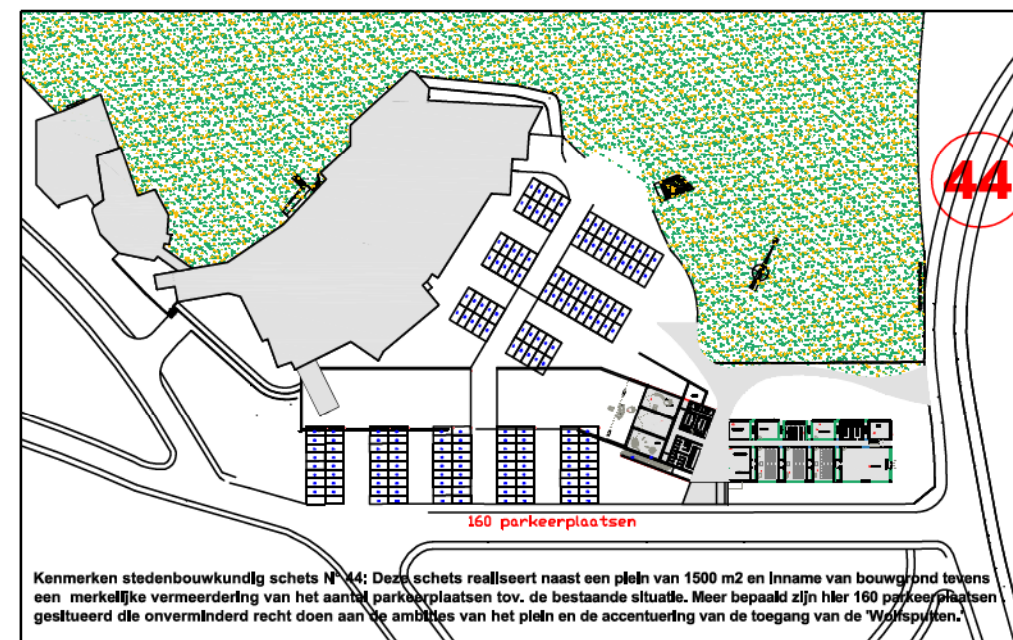 44
160 parkeerplaatsen
Kenmerken stedenbouwkundig schets N° 44: Deze schets realiseert naast een plein van 1500 m2 en inname van bouwgrond tevens
een merkelijke vermeerdering van het aantal parkeerplaatsen tov. de bestaande situatie. Meer bepaald zijn hier 160 parkeerplaatsen
gesitueerd die onverminderd recht doen aan de ambities van het plein en de accentuering van de toegang van de 'Wolfsputten.'